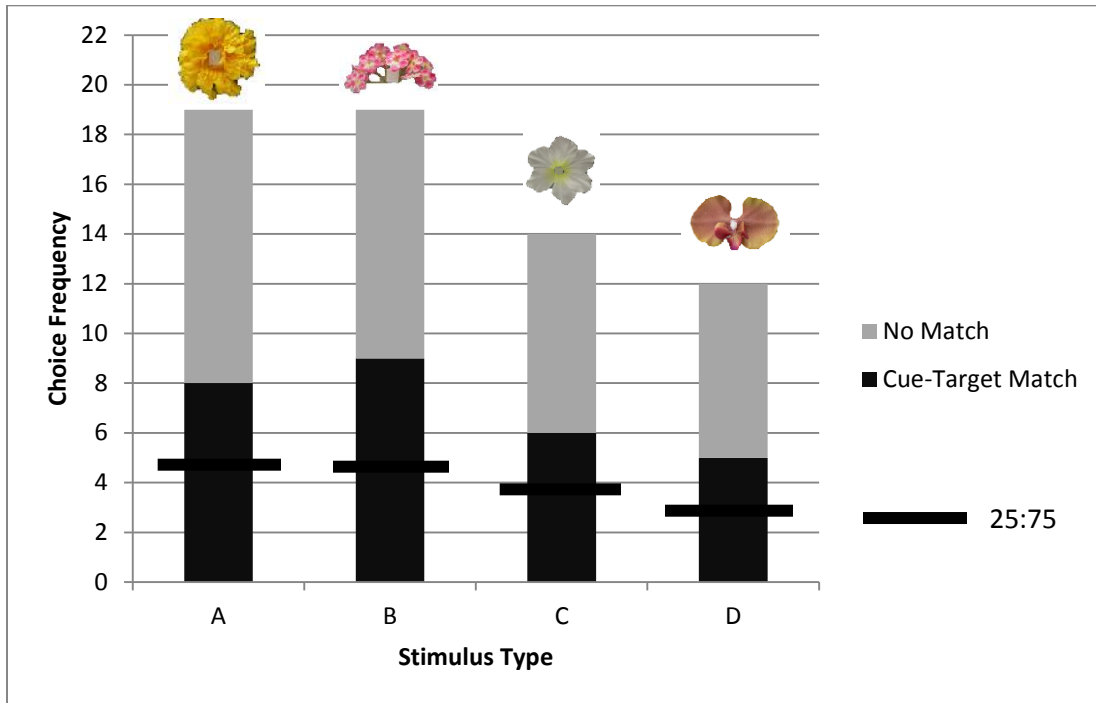 22
20
18
16
14
12
10
8
6
4
2
0
Choice Frequency
A B C D
Stimulus Type
No Match
Cue-Target Match
25:75